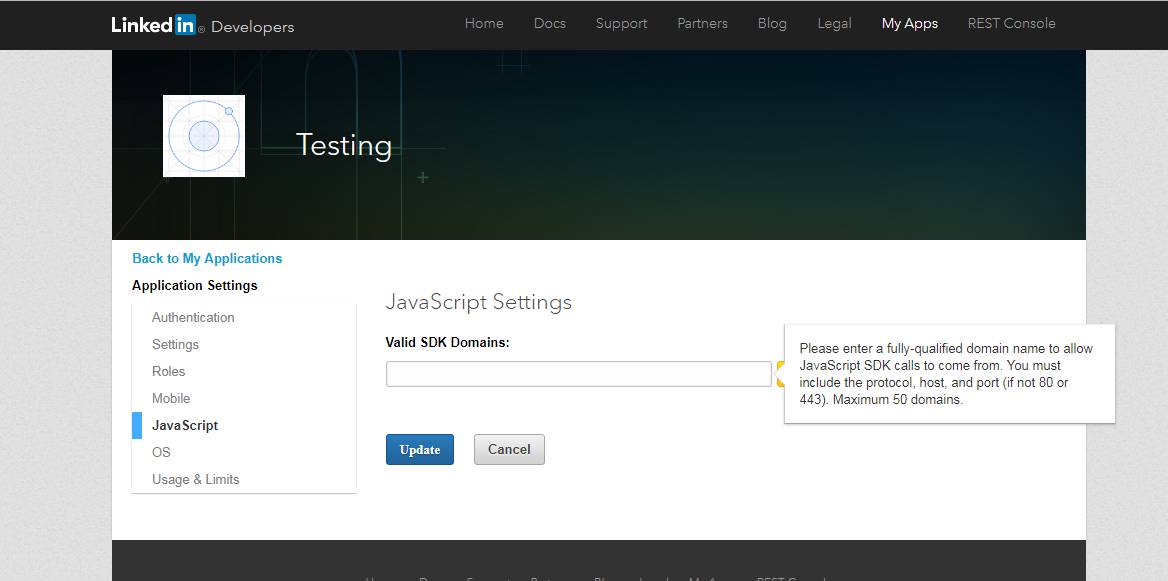 Linked in ® Developers
Home Docs Support Partners Blog Legal My Apps REST Console
Testing
Back to My Applications
Application Settings
Authentication
Settings
Roles
Mobile
JavaScript
OS
Usage & Limits
JavaScript Settings
Valid SDK Domains:
Please enter a fully-qualified domain name to allow
JavaScript SDK calls to come from. You must
include the protocol, host, and port (if not 80 or
443). Maximum 50 domains.
Update Cancel